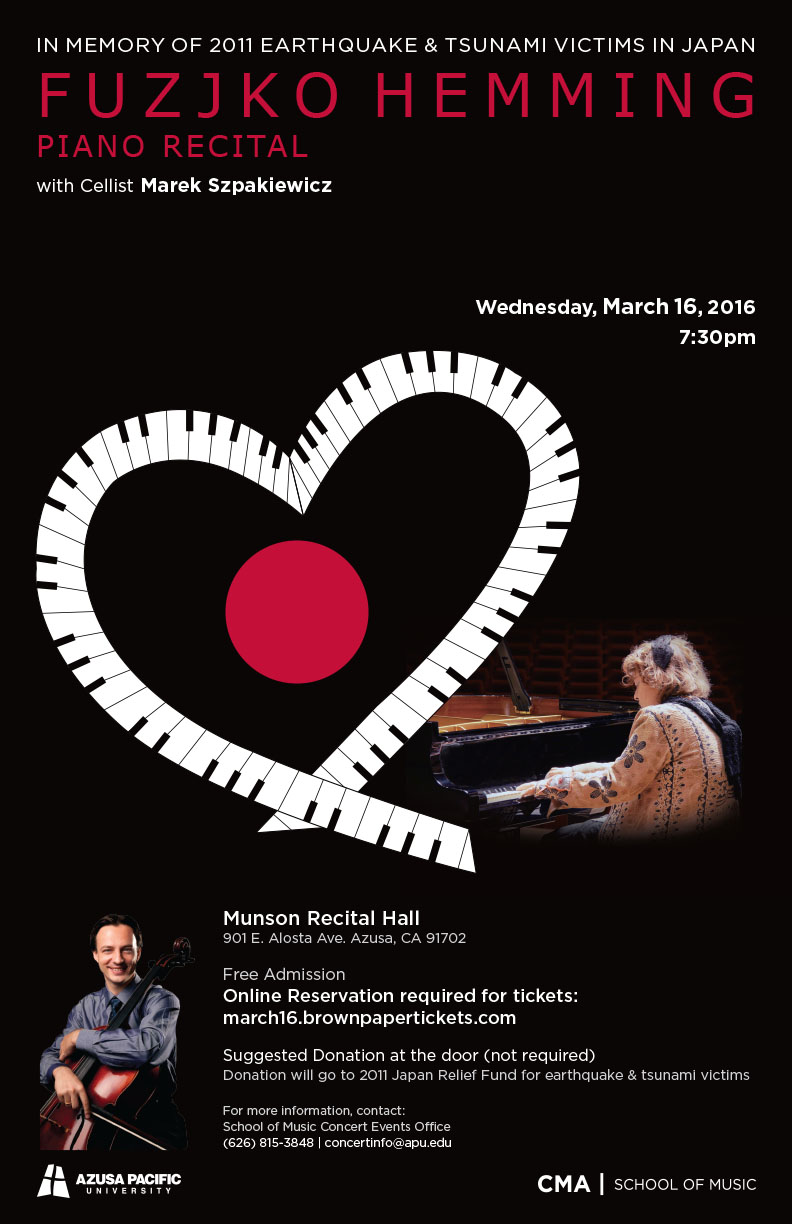 IN MEMORY OF 2011 EARTHQUAKE & TSUNAMI VICTIMS IN JAPAN
FUZJKO HEMMING
PIANO RECITAL
with Cellist Marek Szpakiewicz
Wednesday, March 16, 2016
7:30pm
Munson Recital Hall
901 E. Alosta Ave. Azusa, CA 91702
Free Admission
Online Reservation required for tickets:
march16.brownpapertickets.com
Suggested Donation at the door (not required)
Donation will go to 2011 Japan Relief Fund for earthquake & tsunami victims
For more information, contact:
School of Music Concert Events Office
(626) 815-3848 | concertinfo@apu.edu
AZUSA PACIFIC
UNIVERSITY
CMA | SCHOOL OF MUSIC